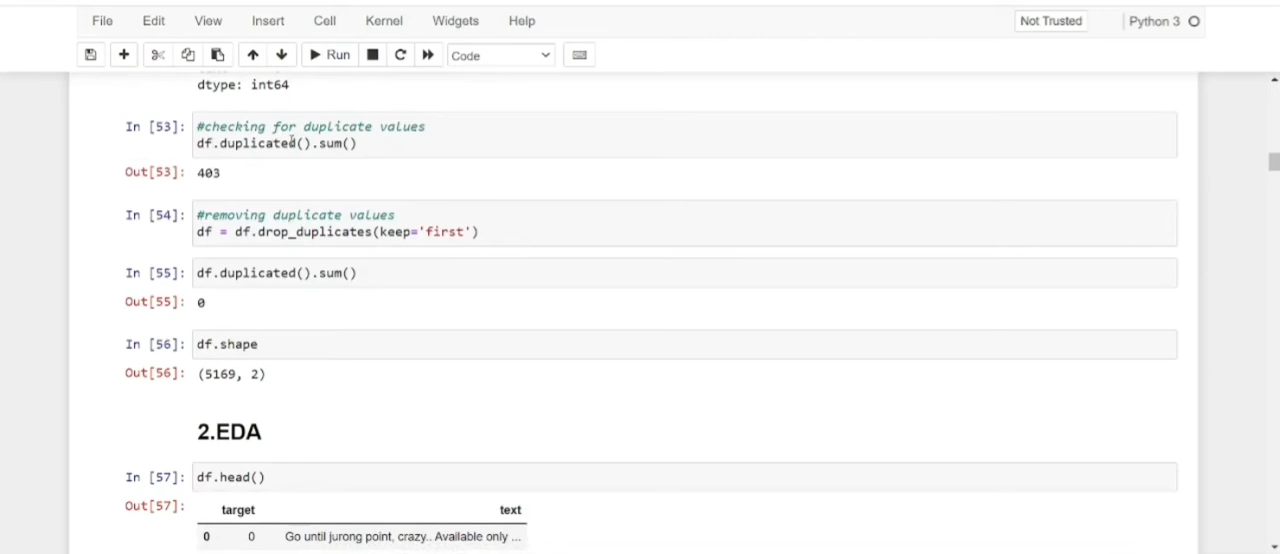 File Edit View Insert Cell Kernel Widgets Help Not Trusted Python 3
Run Code
dtype: int64
In [53]: #checking for duplicate values
df.duplicated().sum()
Out[53]: 403
In [54]: #removing duplicate values
df = df.drop_duplicates(keep='first')
In [55]: df.duplicated().sum()
Out[55]: 0
In [56]: df.shape
Out[56]: (5169, 2)
2.EDA
In [57]: df.head()
Out[57]:
target text
0 0 Go until jurong point, crazy.. Available only ...